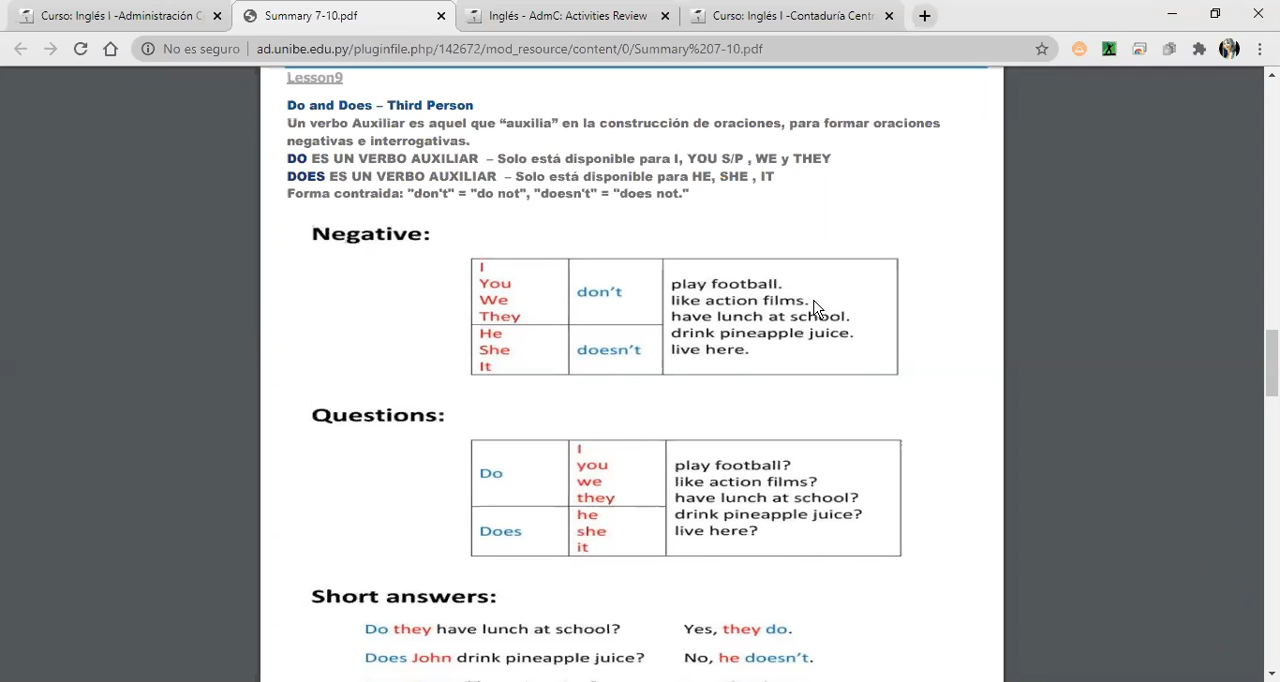 Curso: Inglés I -Administración C
Summary 7-10.pdf
Inglés - AdmC: Activities Review
Curso: Inglés I -Contaduría Cent
No es seguro
ad.unibe.edu.py/pluginfile.php/142672/mod_resource/content/0/Summary%207-10.pdf
Lesson9
Do and Does – Third Person
Un verbo Auxiliar es aquel que “auxilia” en la construcción de oraciones, para formar oraciones
negativas e interrogativas.
DO ES UN VERBO AUXILIAR – Solo está disponible para I, YOU S/P , WE y THEY
DOES ES UN VERBO AUXILIAR – Solo está disponible para HE, SHE , IT
Forma contraida: "don't" = "do not", "doesn't" = "does not."
Negative:
I
You
We
They
don’t
He
She
It
doesn’t
play football.
like action films.
have lunch at school.
drink pineapple juice.
live here.
Questions:
Do
I
you
we
they
Does
he
she
it
play football?
like action films?
have lunch at school?
drink pineapple juice?
live here?
Short answers:
Do they have lunch at school? Yes, they do.
Does John drink pineapple juice? No, he doesn’t.